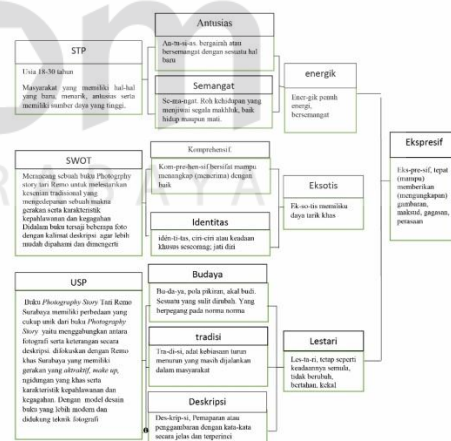 STP
Usia 18-30 tahun
Masyarakat yang memiliki hal-hal
yang baru, menarik, antusias serta
memiliki sumber daya yang tinggi.
Antusias
An-tu-si-as, bergairah atau
bersemangat dengan sesuatu hal
baru
Semangat
Se-ma-ngat. Roh kehidupan yang
menjiwai segala makhluk, baik
hidup maupun mati.
energik
Ener-gik penuh
energi,
bersemangat
SWOT
Merancang sebuah buku Photogrphy
story tari Remo untuk melestarikan
kesenian tradisional yang
mengedepankan sebuah makna
gerakan serta karakteristik
kepahlawanan dan kegagahan
Didalam buku tersaji beberapa foto
dengan kalimat deskripsi agar lebih
mudah dipahami dan dimengerti
Komprehensif.
Kom-pre-hen-sif bersifat mampu
menangkap (menerima) dengan
baik
Identitas
idén-ti-tas, ciri-ciri atau keadaan
khusus seseorang; jati diri
Eksotis
Ek-so-tis memiliki
daya tarik khas
Ekspresif
Eks-pre-sif, tepat
(mampu)
memberikan
(mengungkapan)
gambaran,
maksud, gagasan,
perasaan
USP
Buku Photography Story Tari Remo
Surabaya memiliki perbedaan yang
cukup unik dari buku Photography
Story yaitu menggabungkan antara
fotografi serta keterangan secara
deskripsi. difokuskan dengan Remo
khas Surabaya yang memiliki
gerakan yang aktraktif, make up,
ngidungan yang khas serta
karakteristik kepahlawanan dan
kegagahan. Dengan model desain
buku yang lebih modern dan
didukung teknik fotografi
Budaya
Bu-da-ya, pola pikiran, akal budi.
Sesuatu yang sulit dirubah. Yang
berpegang pada norma norma
tradisi
Tra-di-si, adat kebiasaan turun
menurun yang masih dijalankan
dalam masyarakat
Deskripsi
Des-krip-si, Pemaparan atau
penggambaran dengan kata-kata
secara jelas dan terperinci
Lestari
Les-ta-ri, tetap seperti
keadaannya semula,
tidak berubah,
bertahan, kekal